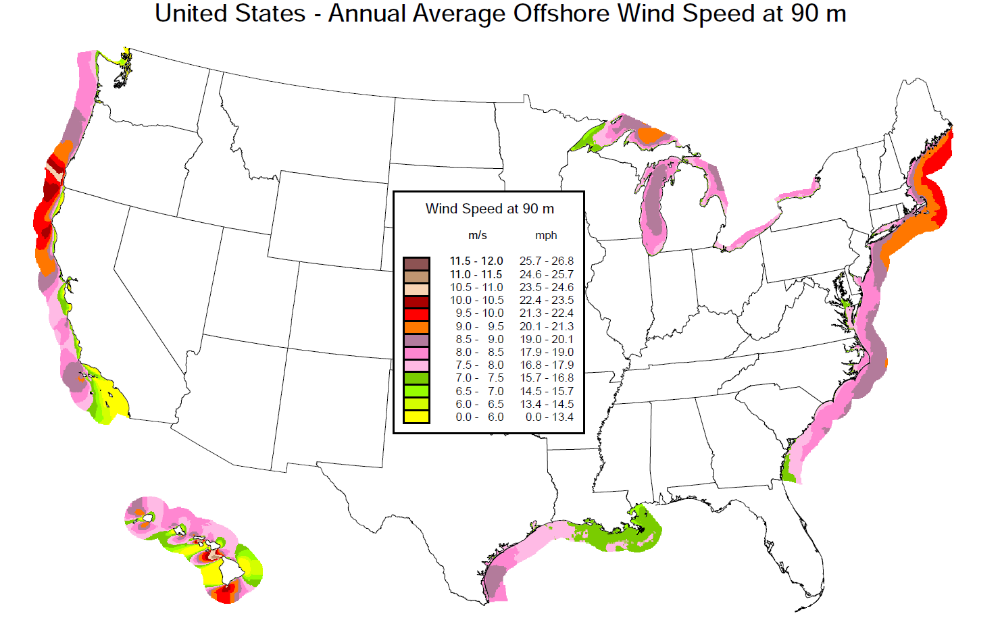 United States - Annual Average Offshore Wind Speed at 90 m
Wind Speed at 90 m
m/s mph
11.5 - 12.0 25.7 - 26.8
11.0 - 11.5 24.6 - 25.7
10.5 - 11.0 23.5 - 24.6
10.0 - 10.5 22.4 - 23.5
9.5 - 10.0 21.3 - 22.4
9.0 - 9.5 20.1 - 21.3
8.5 - 9.0 19.0 - 20.1
8.0 - 8.5 17.9 - 19.0
7.5 - 8.0 16.8 - 17.9
7.0 - 7.5 15.7 - 16.8
6.5 - 7.0 14.5 - 15.7
6.0 - 6.5 13.4 - 14.5
0.0 - 6.0 0.0 - 13.4